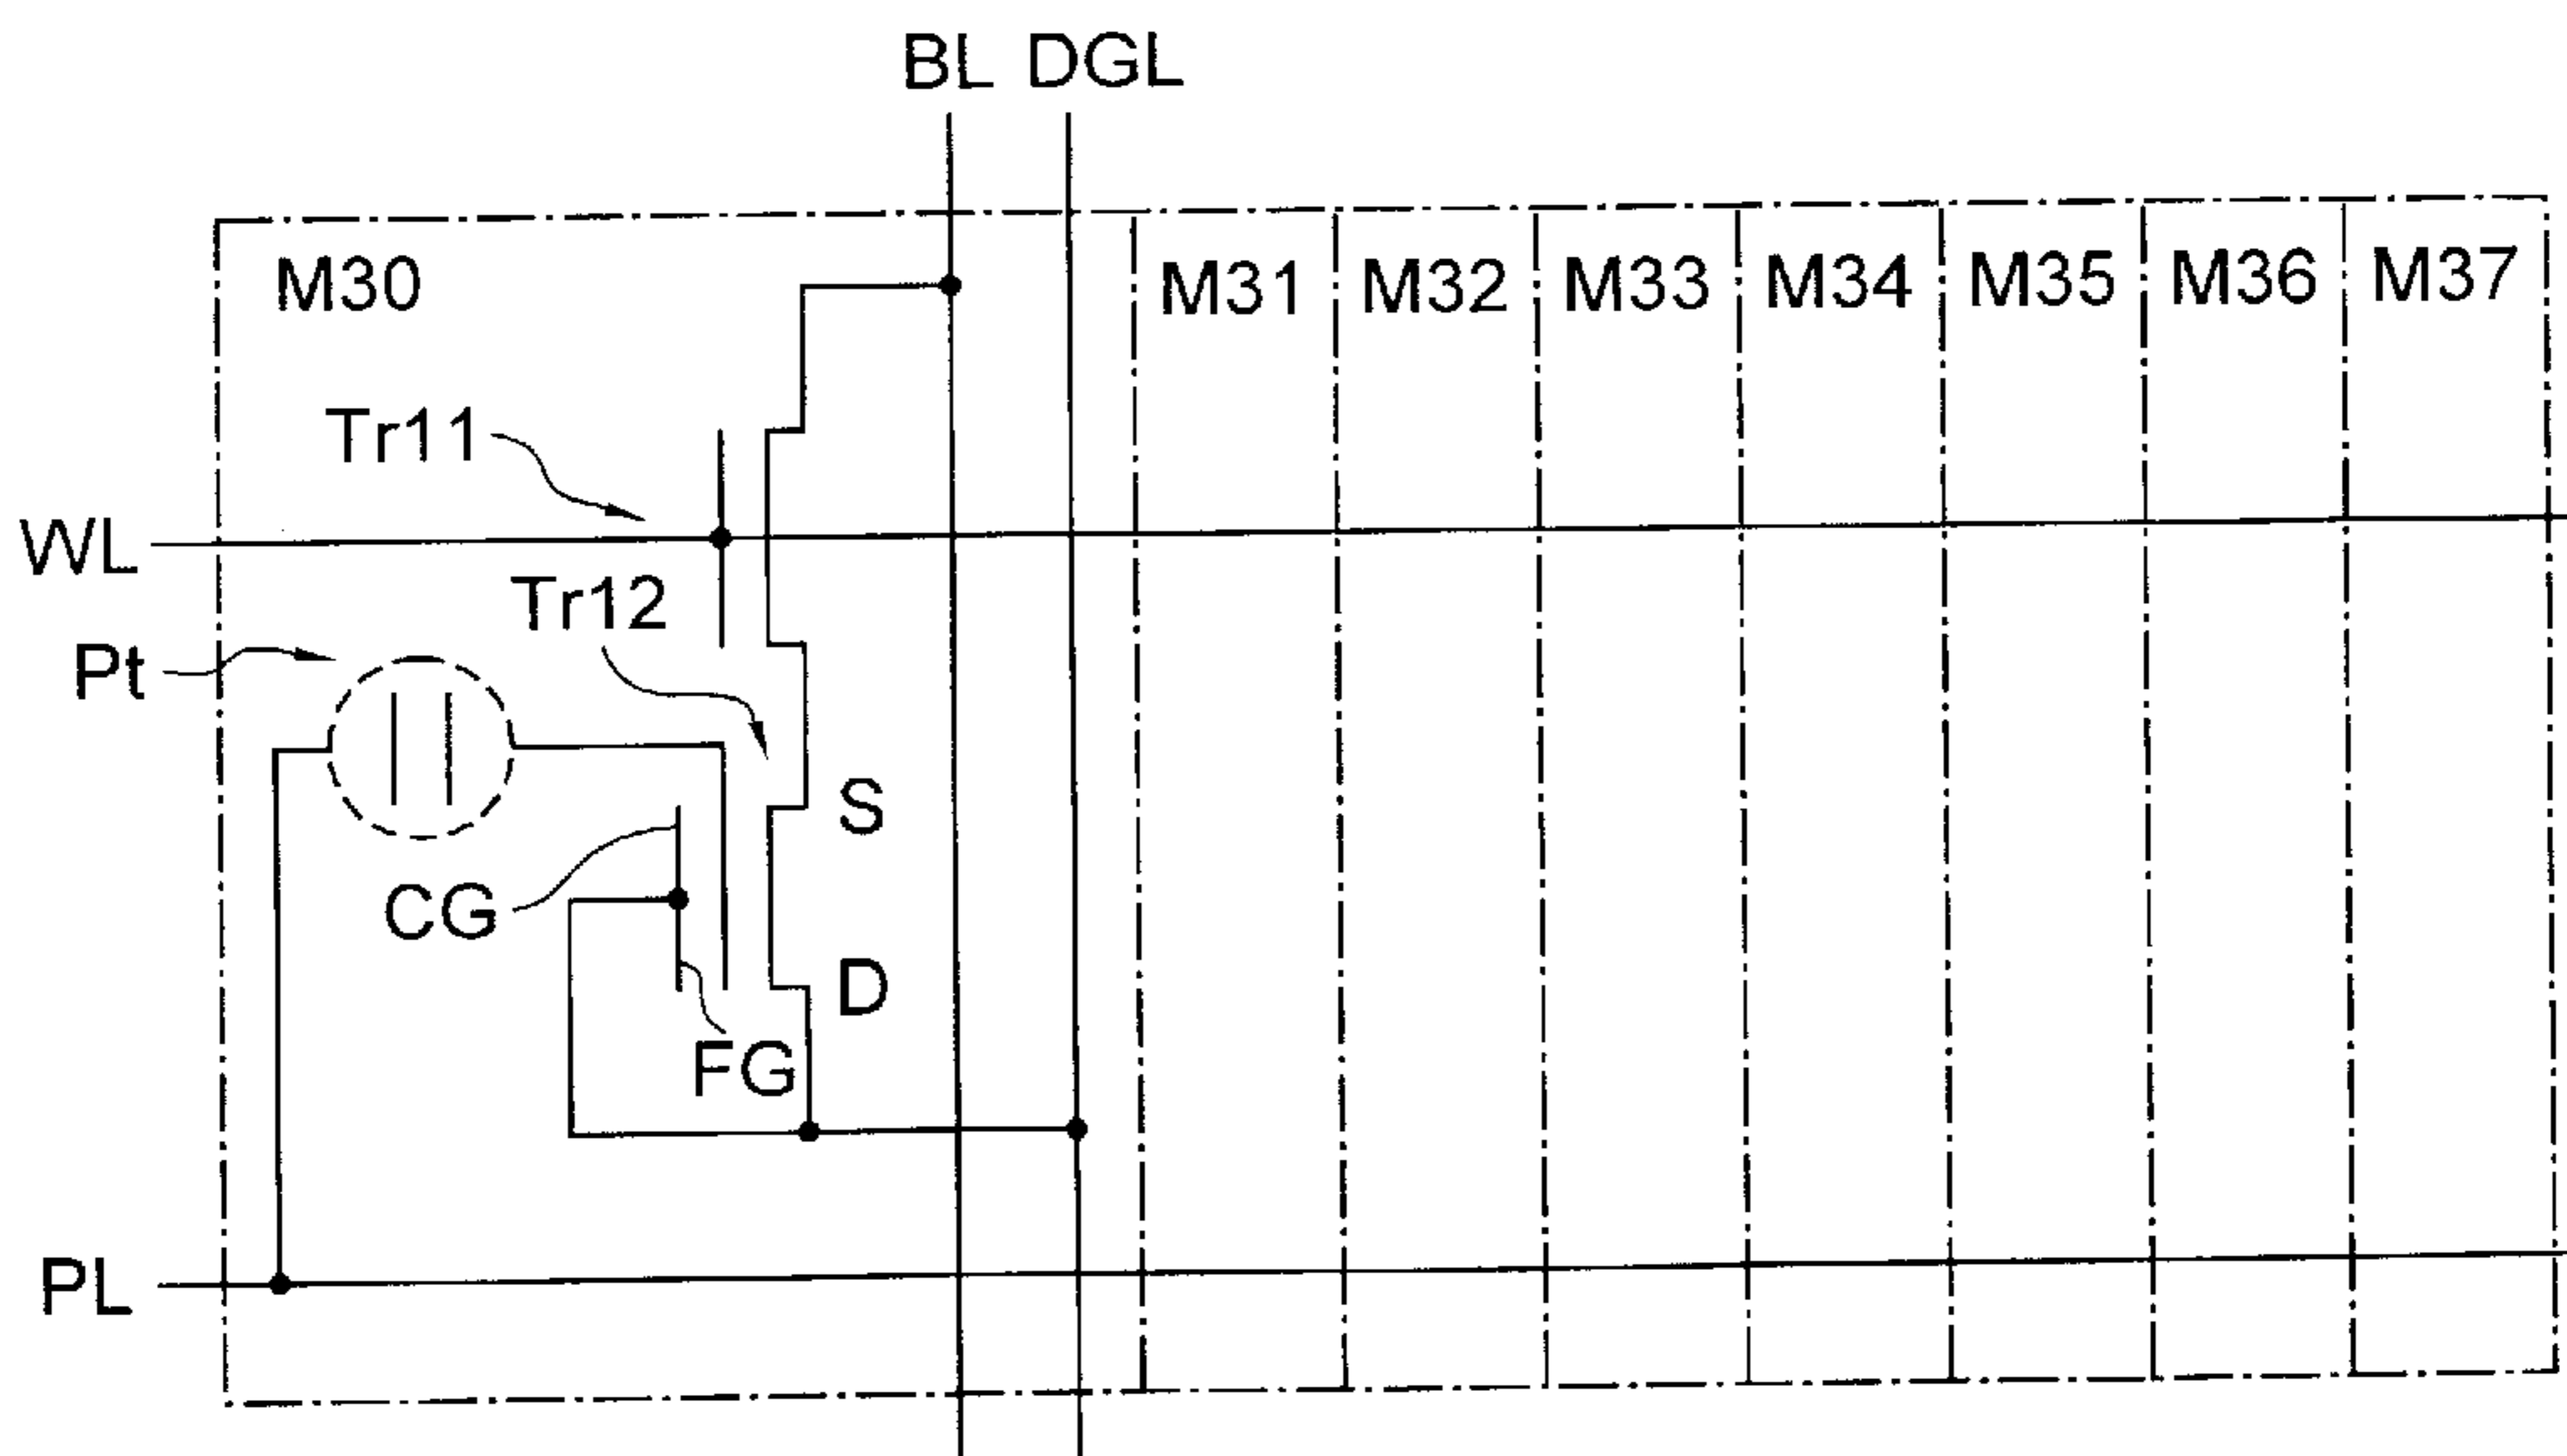 BL DGL
M30 M31 M32 M33 M34 M35 M36 M37
Tr11
WL
Tr12
Pt
S
CG
D
FG
PL